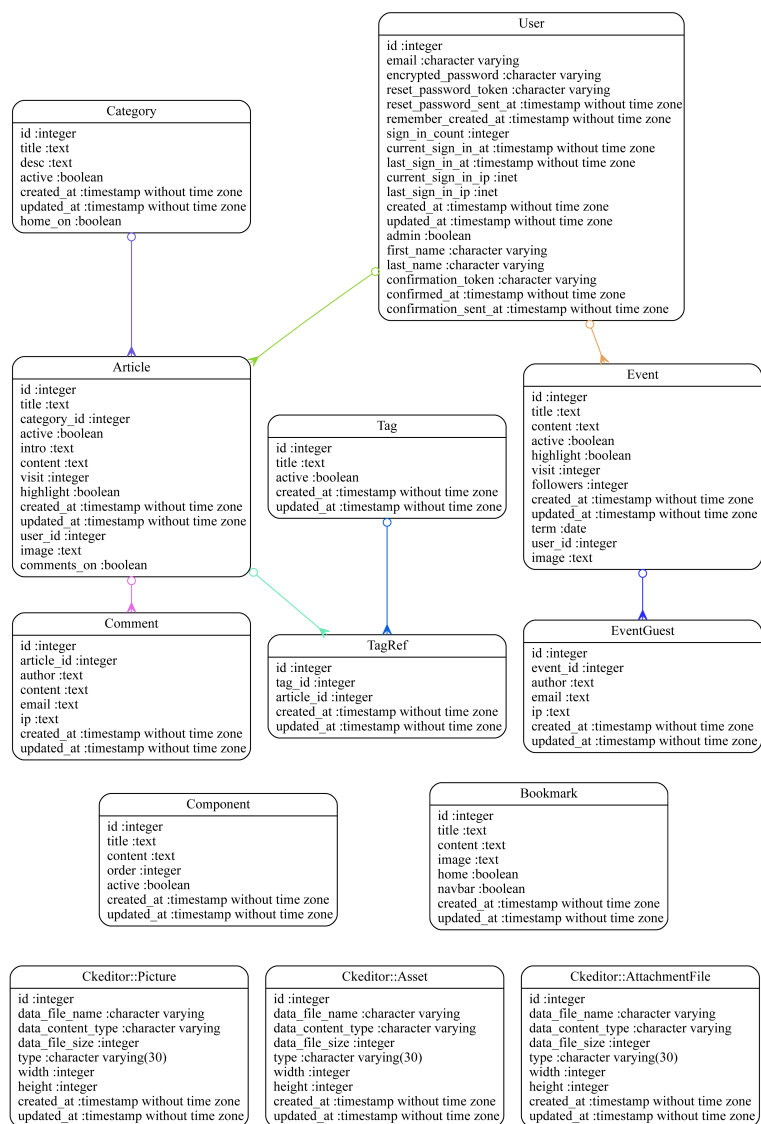 User
id :integer
email :character varying
encrypted_password :character varying
reset_password_token :character varying
reset_password_sent_at :timestamp without time zone
remember_created_at :timestamp without time zone
sign_in_count :integer
current_sign_in_at :timestamp without time zone
last_sign_in_at :timestamp without time zone
current_sign_in_ip :inet
last_sign_in_ip :inet
created_at :timestamp without time zone
updated_at :timestamp without time zone
admin :boolean
first_name :character varying
last_name :character varying
confirmation_token :character varying
confirmed_at :timestamp without time zone
confirmation_sent_at :timestamp without time zone
Category
id :integer
title :text
desc :text
active :boolean
created_at :timestamp without time zone
updated_at :timestamp without time zone
home_on :boolean
Article
id :integer
title :text
category_id :integer
active :boolean
intro :text
content :text
visit :integer
highlight :boolean
created_at :timestamp without time zone
updated_at :timestamp without time zone
user_id :integer
image :text
comments_on :boolean
Tag
id :integer
title :text
active :boolean
created_at :timestamp without time zone
updated_at :timestamp without time zone
Event
id :integer
title :text
content :text
active :boolean
highlight :boolean
visit :integer
followers :integer
created_at :timestamp without time zone
updated_at :timestamp without time zone
term :date
user_id :integer
image :text
Comment
id :integer
article_id :integer
author :text
content :text
email :text
ip :text
created_at :timestamp without time zone
updated_at :timestamp without time zone
TagRef
id :integer
tag_id :integer
article_id :integer
created_at :timestamp without time zone
updated_at :timestamp without time zone
EventGuest
id :integer
event_id :integer
author :text
email :text
ip :text
created_at :timestamp without time zone
updated_at :timestamp without time zone
Component
id :integer
title :text
content :text
order :integer
active :boolean
created_at :timestamp without time zone
updated_at :timestamp without time zone
Bookmark
id :integer
title :text
content :text
image :text
home :boolean
navbar :boolean
created_at :timestamp without time zone
updated_at :timestamp without time zone
Ckeditor::Picture
id :integer
data_file_name :character varying
data_content_type :character varying
data_file_size :integer
type :character varying(30)
width :integer
height :integer
created_at :timestamp without time zone
updated_at :timestamp without time zone
Ckeditor::Asset
id :integer
data_file_name :character varying
data_content_type :character varying
data_file_size :integer
type :character varying(30)
width :integer
height :integer
created_at :timestamp without time zone
updated_at :timestamp without time zone
Ckeditor::AttachmentFile
id :integer
data_file_name :character varying
data_content_type :character varying
data_file_size :integer
type :character varying(30)
width :integer
height :integer
created_at :timestamp without time zone
updated_at :timestamp without time zone